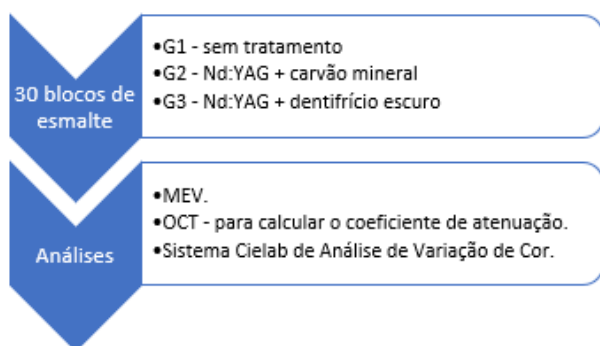 30 blocos de
esmalte
•G1 - sem tratamento
•G2 - Nd:YAG + carvão mineral
•G3 - Nd:YAG + dentifrício escuro
Análises
•MEV.
•OCT - para calcular o coeficiente de atenuação.
•Sistema Cielab de Análise de Variação de Cor.